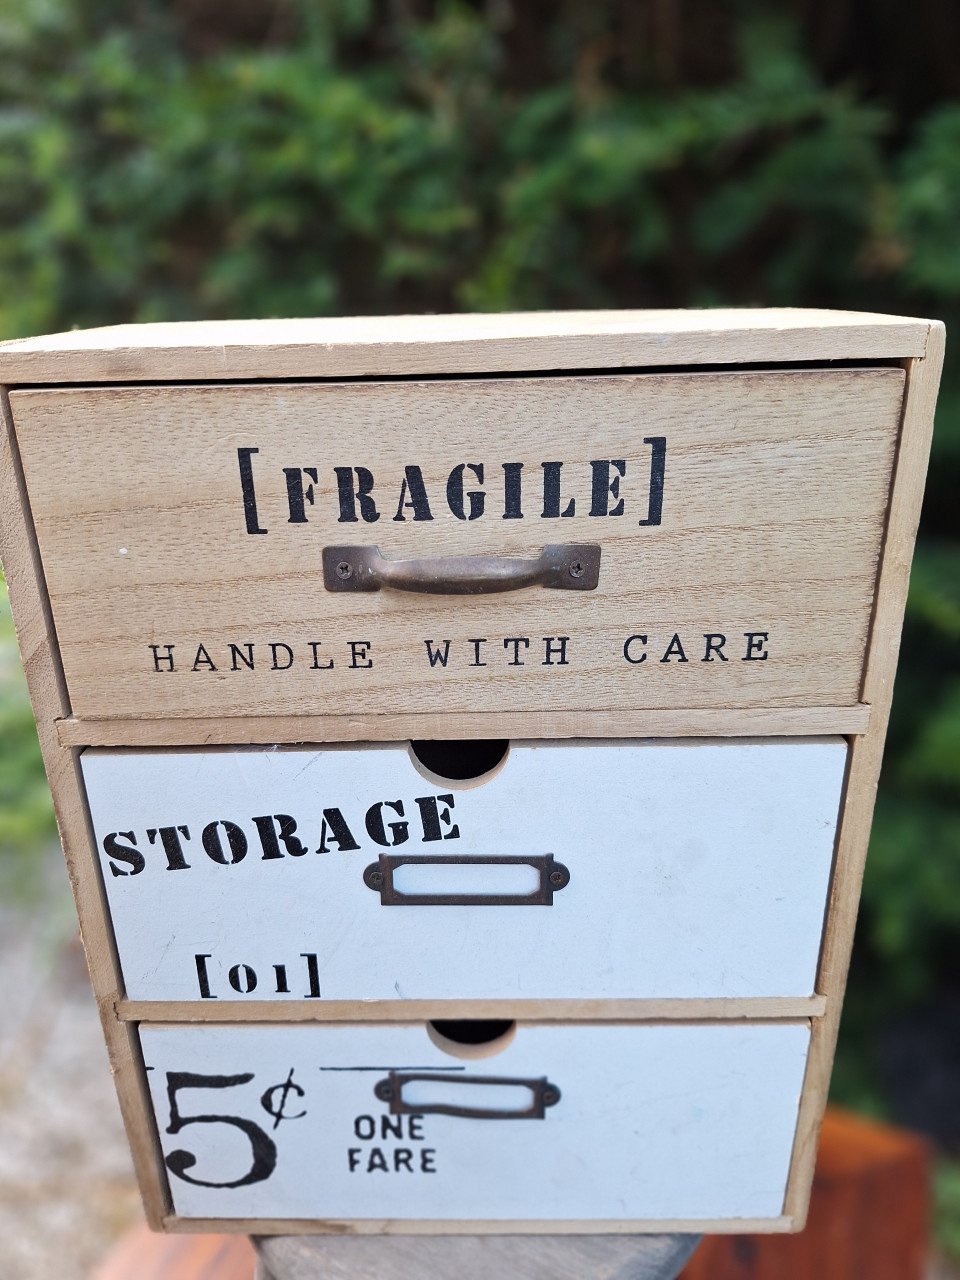 [FRAGILE]
HANDLE WITH CARE
STORAGE
[01]
5¢
ONE
FARE